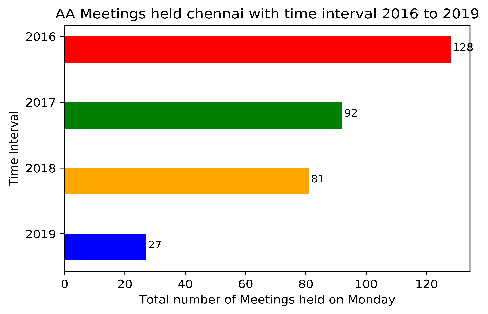 AA Meetings held chennai with time interval 2016 to 2019
2016
128
2017
92
2018
81
2019
27
Time Interval
0 20 40 60 80 100 120
Total number of Meetings held on Monday